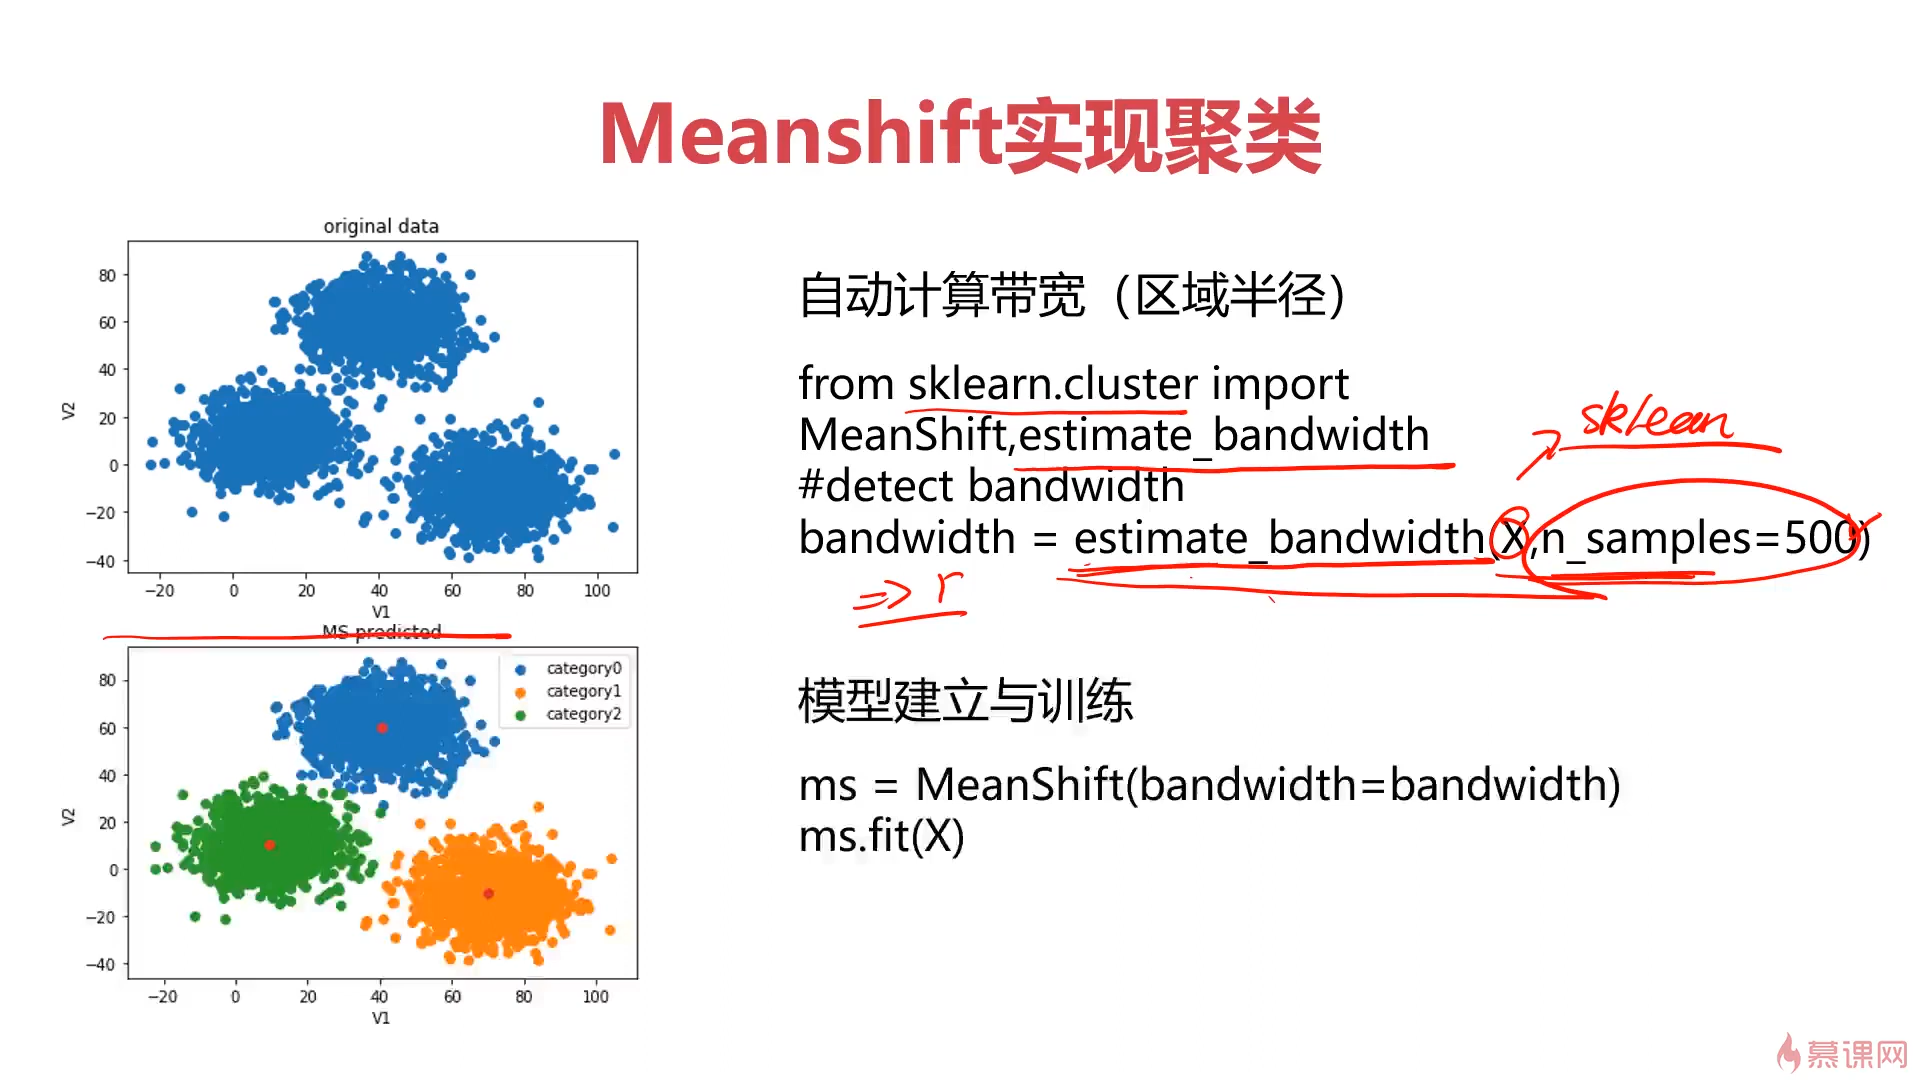 Meanshift实现聚类
original data
80
60
40
20
0
−20
−40
V2
−20 0 20 40 60 80 100
V1
MS predicted
category0
category1
category2
80
60
40
20
0
−20
−40
V2
−20 0 20 40 60 80 100
V1
自动计算带宽（区域半径）
from sklearn.cluster import
MeanShift,estimate_bandwidth
#detect bandwidth
sklean
bandwidth = estimate_bandwidth(X,n_samples=500)
=> r
模型建立与训练
ms = MeanShift(bandwidth=bandwidth)
ms.fit(X)
慕课网